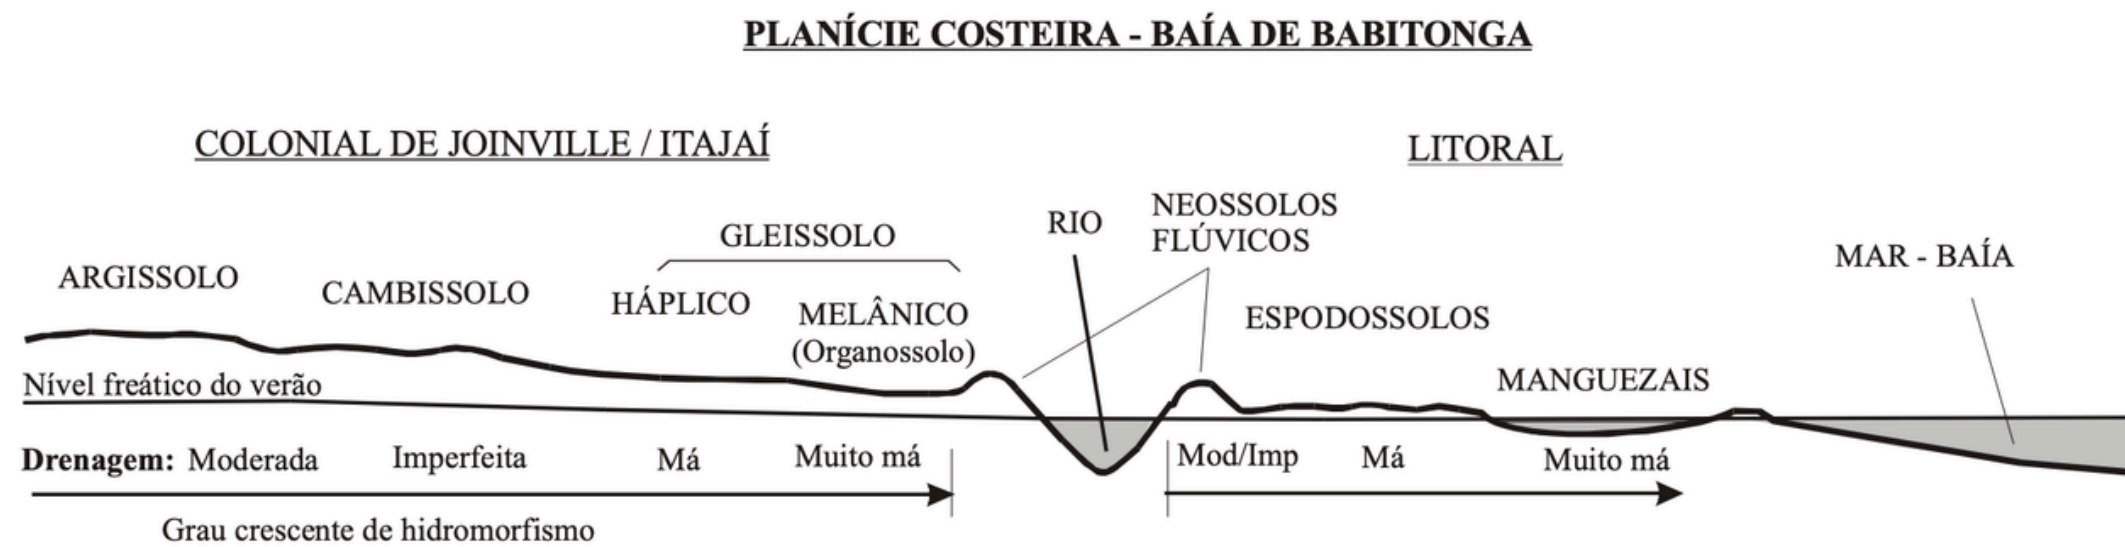 PLANÍCIE COSTEIRA - BAÍA DE BABITONGA
COLONIAL DE JOINVILLE / ITAJAÍ
LITORAL
NEOSSOLOS
FLÚVICOS
RIO
GLEISSOLO
MAR - BAÍA
ARGISSOLO
CAMBISSOLO
HÁPLICO
MELÂNICO
(Organossolo)
ESPODOSSOLOS
MANGUEZAIS
Nível freático do verão
Drenagem: Moderada Imperfeita Má Muito má Mod/Imp Má Muito má
Grau crescente de hidromorfismo